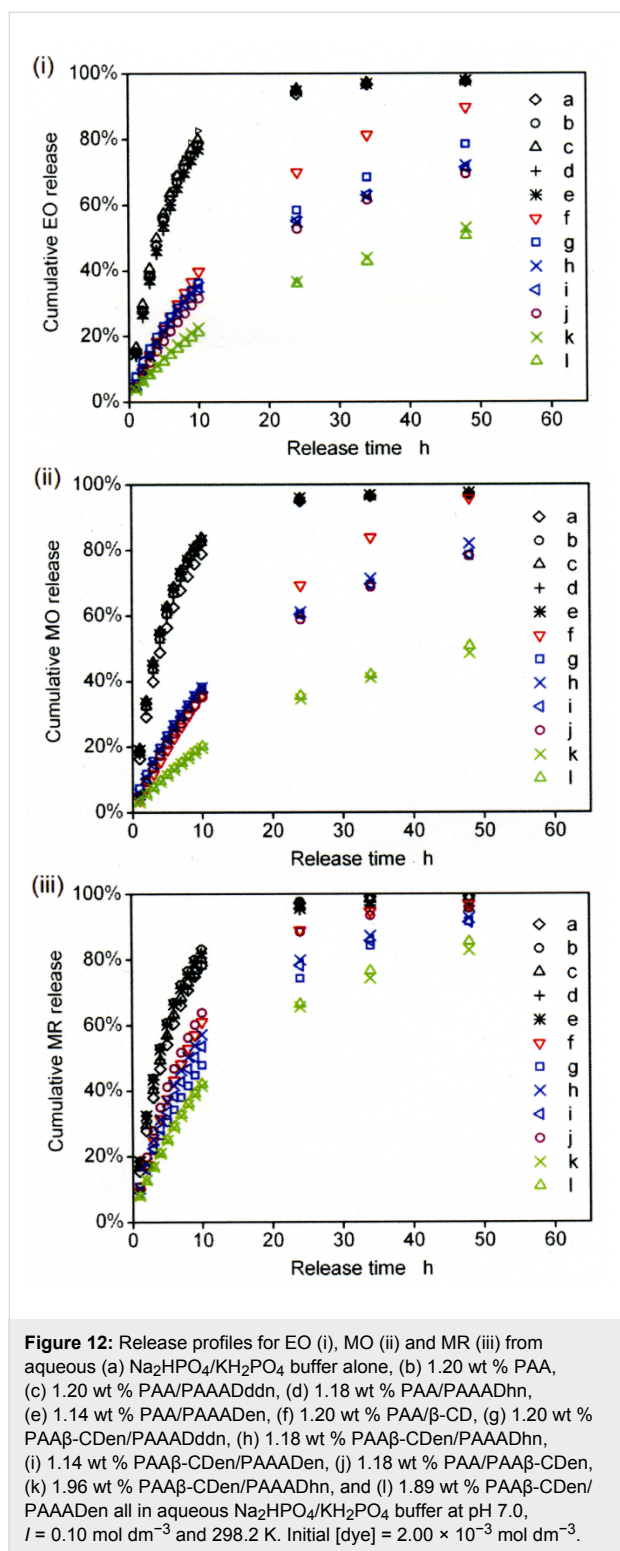 (i)
100%
80%
60%
40%
20%
0%
Cumulative EO release
0 10 20 30 40 50 60
Release time h
a
b
c
d
e
f
g
h
i
j
k
l
(ii)
100%
80%
60%
40%
20%
0%
Cumulative MO release
0 10 20 30 40 50 60
Release time h
a
b
c
d
e
f
g
h
i
j
k
l
(iii)
100%
80%
60%
40%
20%
0%
Cumulative MR release
0 10 20 30 40 50 60
Release time h
a
b
c
d
e
f
g
h
i
j
k
l
Figure 12: Release profiles for EO (i), MO (ii) and MR (iii) from
aqueous (a) Na₂HPO₄/KH₂PO₄ buffer alone, (b) 1.20 wt % PAA,
(c) 1.20 wt % PAA/PAAADddn, (d) 1.18 wt % PAA/PAAADhn,
(e) 1.14 wt % PAA/PAAADen, (f) 1.20 wt % PAA/β-CD, (g) 1.20 wt %
PAAβ-CDen/PAAADddn, (h) 1.18 wt % PAAβ-CDen/PAAADhn,
(i) 1.14 wt % PAAβ-CDen/PAAADen, (j) 1.18 wt % PAA/PAAβ-CDen,
(k) 1.96 wt % PAAβ-CDen/PAAADhn, and (l) 1.89 wt % PAAβ-CDen/
PAAADen all in aqueous Na₂HPO₄/KH₂PO₄ buffer at pH 7.0,
I = 0.10 mol dm⁻³ and 298.2 K. Initial [dye] = 2.00 × 10⁻³ mol dm⁻³.